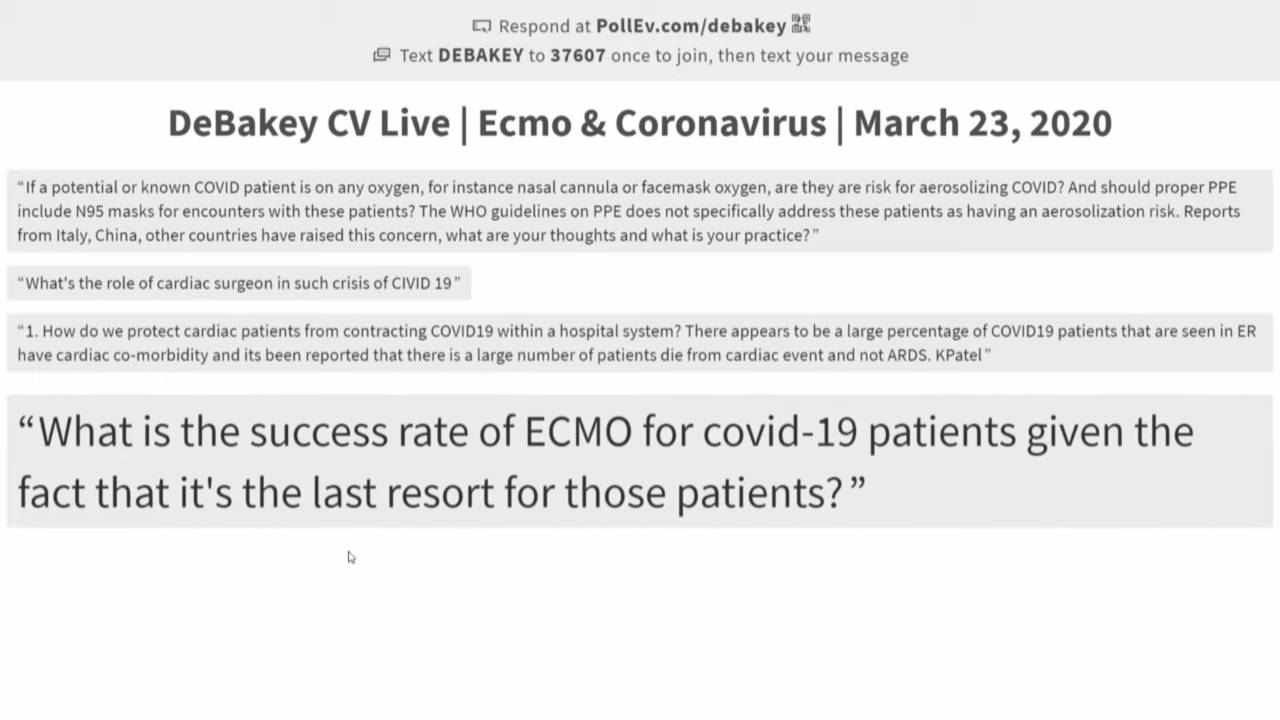 Respond at PollEv.com/debakey
Text DEBAKEY to 37607 once to join, then text your message
DeBakey CV Live | Ecmo & Coronavirus | March 23, 2020
“If a potential or known COVID patient is on any oxygen, for instance nasal cannula or facemask oxygen, are they are risk for aerosolizing COVID? And should proper PPE
include N95 masks for encounters with these patients? The WHO guidelines on PPE does not specifically address these patients as having an aerosolization risk. Reports
from Italy, China, other countries have raised this concern, what are your thoughts and what is your practice?”
“What's the role of cardiac surgeon in such crisis of CIVID 19”
“1. How do we protect cardiac patients from contracting COVID19 within a hospital system? There appears to be a large percentage of COVID19 patients that are seen in ER
have cardiac co-morbidity and its been reported that there is a large number of patients die from cardiac event and not ARDS. KPatel”
“What is the success rate of ECMO for covid-19 patients given the
fact that it's the last resort for those patients?”